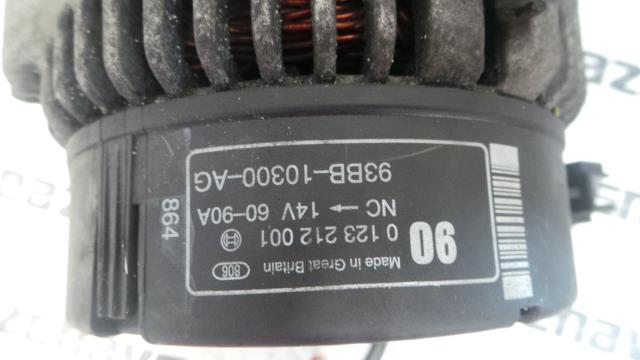 806
Made in Great Britain
90
0 123 212 001
NC ← 14V 60-90A
93BB-10300-AG
864